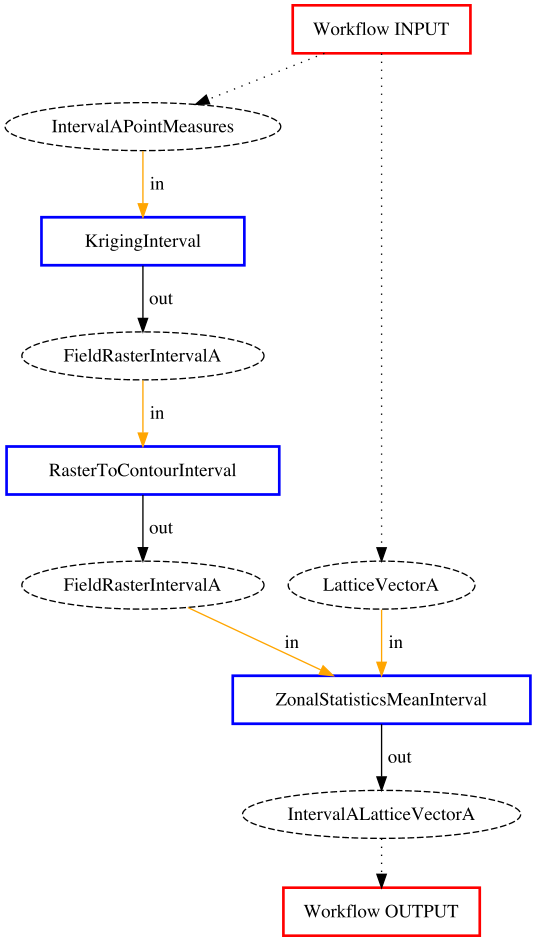 Workflow INPUT
IntervalAPointMeasures
in
KrigingInterval
out
FieldRasterIntervalA
in
RasterToContourInterval
out
FieldRasterIntervalA
LatticeVectorA
in
in
ZonalStatisticsMeanInterval
out
IntervalALatticeVectorA
Workflow OUTPUT